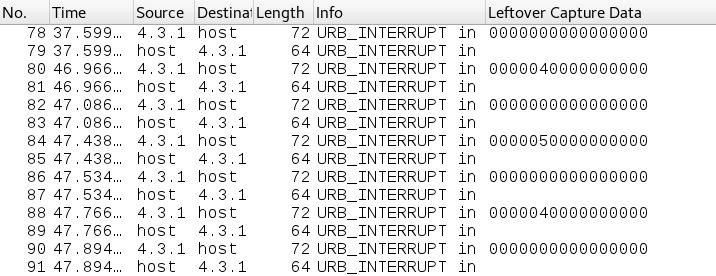 No. Time Source Destinat Length Info Leftover Capture Data
78 37.599… 4.3.1 host 72 URB_INTERRUPT in 0000000000000000
79 37.599… host 4.3.1 64 URB_INTERRUPT in
80 46.966… 4.3.1 host 72 URB_INTERRUPT in 0000040000000000
81 46.966… host 4.3.1 64 URB_INTERRUPT in
82 47.086… 4.3.1 host 72 URB_INTERRUPT in 0000000000000000
83 47.086… host 4.3.1 64 URB_INTERRUPT in
84 47.438… 4.3.1 host 72 URB_INTERRUPT in 0000050000000000
85 47.438… host 4.3.1 64 URB_INTERRUPT in
86 47.534… 4.3.1 host 72 URB_INTERRUPT in 0000000000000000
87 47.534… host 4.3.1 64 URB_INTERRUPT in
88 47.766… 4.3.1 host 72 URB_INTERRUPT in 0000040000000000
89 47.766… host 4.3.1 64 URB_INTERRUPT in
90 47.894… 4.3.1 host 72 URB_INTERRUPT in 0000000000000000
91 47.894… host 4.3.1 64 URB_INTERRUPT in